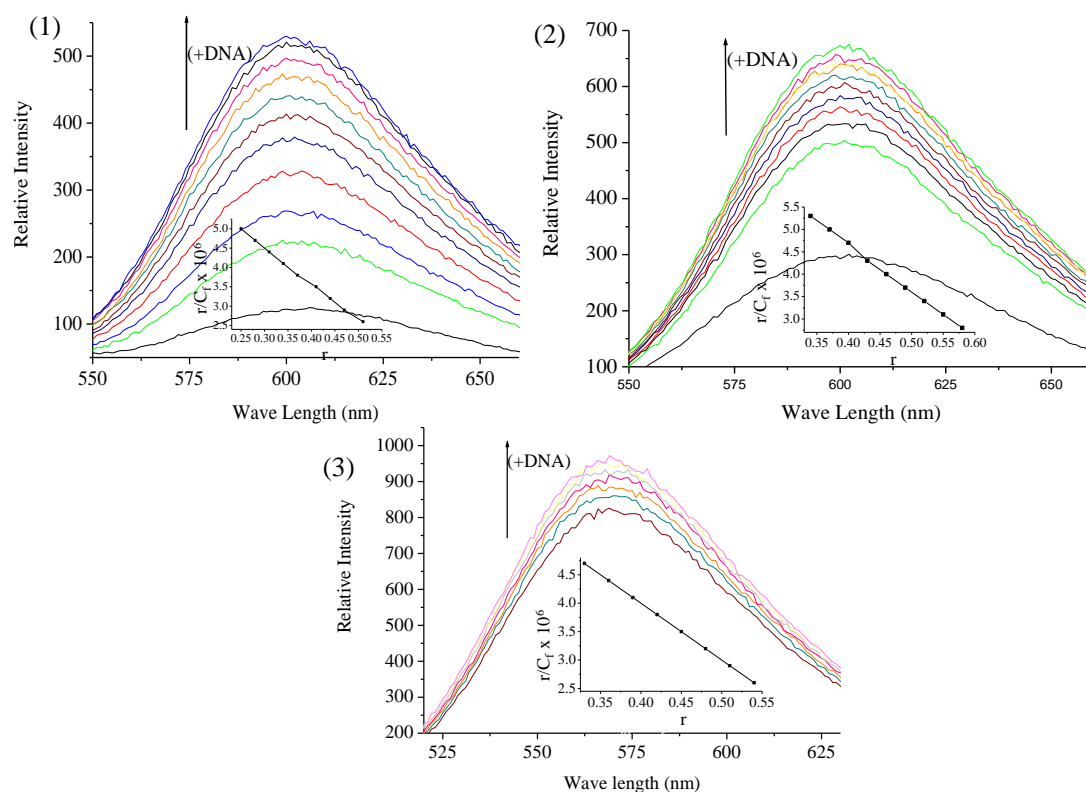 (1)
(+DNA)
500
400
300
200
100
Relative Intensity
5.0
4.5
4.0
3.5
3.0
2.5
r/Cf x 10^6
0.25 0.30 0.35 0.40 0.45 0.50 0.55
r
550 575 600 625 650
Wave Length (nm)
(2)
(+DNA)
700
600
500
400
300
200
100
Relative Intensity
5.5
5.0
4.5
4.0
3.5
3.0
r/Cf x 10^6
0.35 0.40 0.45 0.50 0.55 0.60
r
550 575 600 625 650
Wave Length (nm)
(3)
(+DNA)
1000
900
800
700
600
500
400
300
200
Relative Intensity
4.5
4.0
3.5
3.0
2.5
r/Cf x 10^6
0.35 0.40 0.45 0.50 0.55
r
525 550 575 600 625
Wave length (nm)